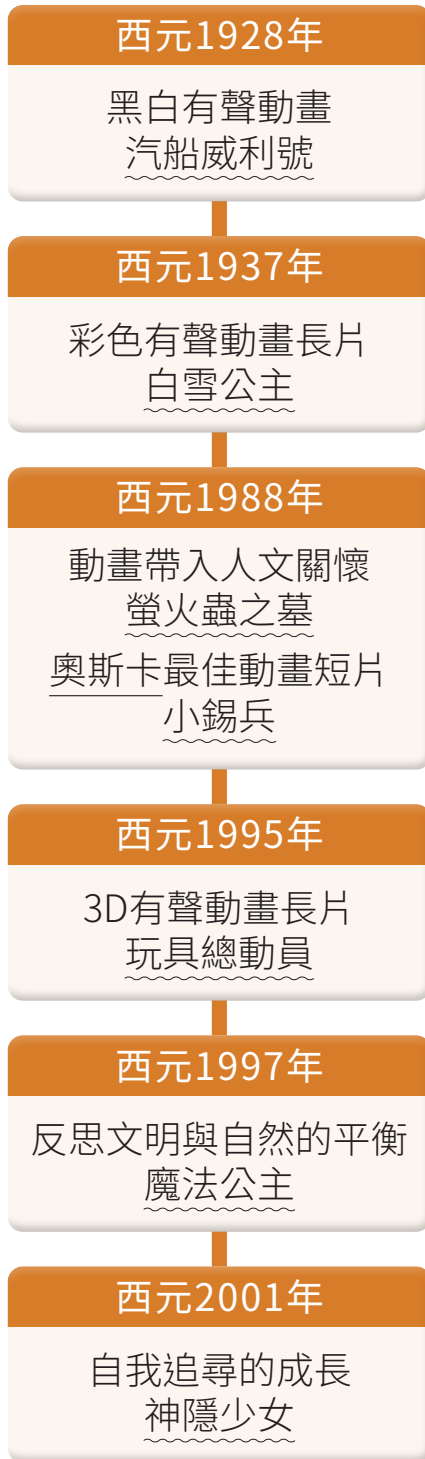 西元1928年
黑白有聲動畫
汽船威利號
西元1937年
彩色有聲動畫長片
白雪公主
西元1988年
動畫帶入人文關懷
螢火蟲之墓
奧斯卡最佳動畫短片
小錫兵
西元1995年
3D有聲動畫長片
玩具總動員
西元1997年
反思文明與自然的平衡
魔法公主
西元2001年
自我追尋的成長
神隱少女